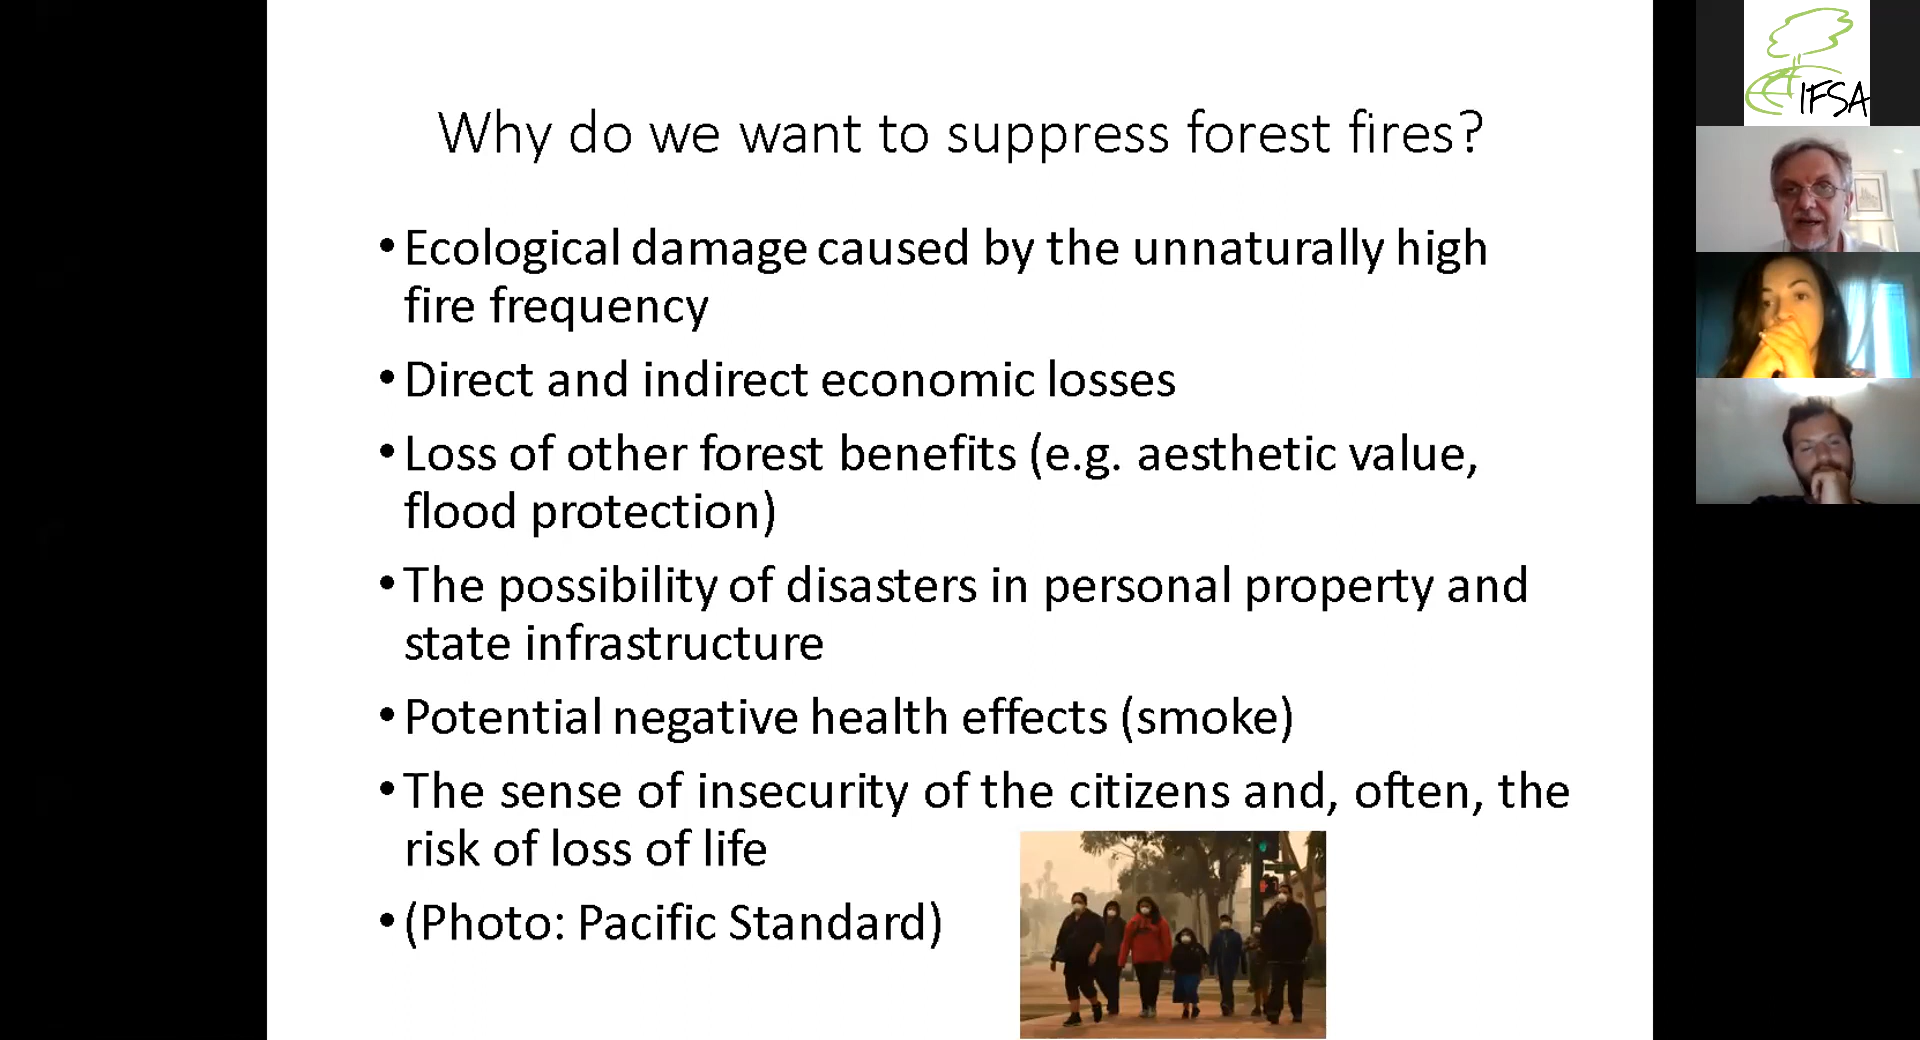 Why do we want to suppress forest fires?
•Ecological damage caused by the unnaturally high
fire frequency
•Direct and indirect economic losses
•Loss of other forest benefits (e.g. aesthetic value,
flood protection)
•The possibility of disasters in personal property and
state infrastructure
•Potential negative health effects (smoke)
•The sense of insecurity of the citizens and, often, the
risk of loss of life
•(Photo: Pacific Standard)
IFSA